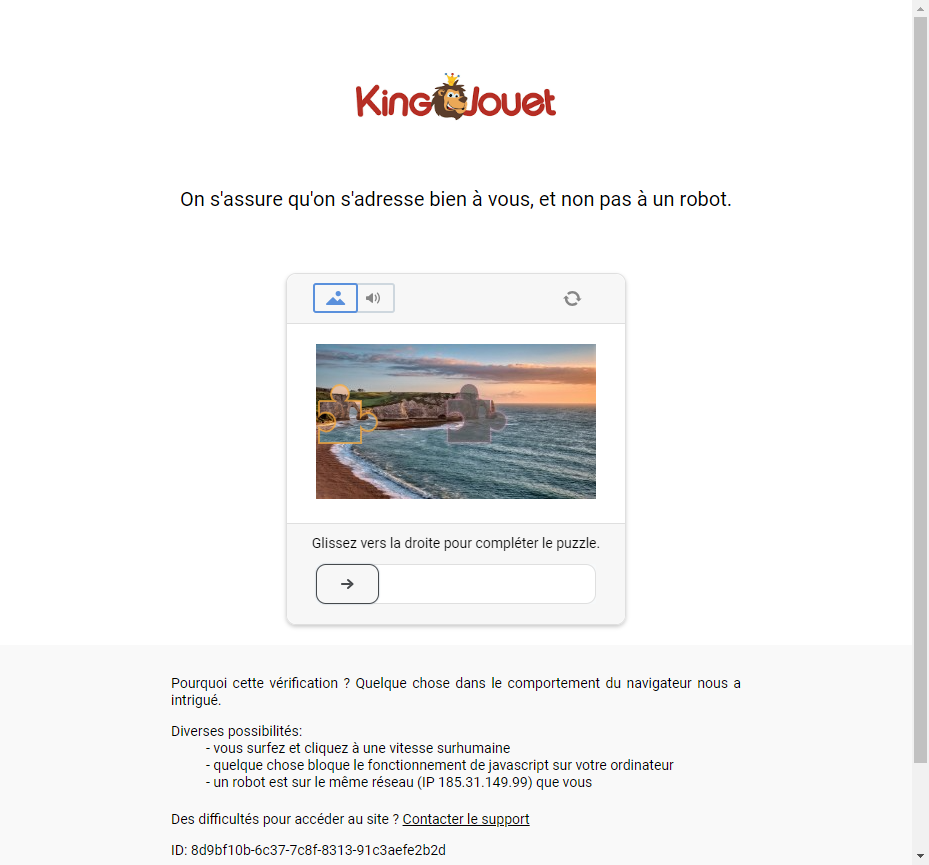 King Jouet
On s'assure qu'on s'adresse bien à vous, et non pas à un robot.
Glissez vers la droite pour compléter le puzzle.
Pourquoi cette vérification ? Quelque chose dans le comportement du navigateur nous a
intrigué.
Diverses possibilités:
- vous surfez et cliquez à une vitesse surhumaine
- quelque chose bloque le fonctionnement de javascript sur votre ordinateur
- un robot est sur le même réseau (IP 185.31.149.99) que vous
Des difficultés pour accéder au site ? Contacter le support
ID: 8d9bf10b-6c37-7c8f-8313-91c3aefe2b2d